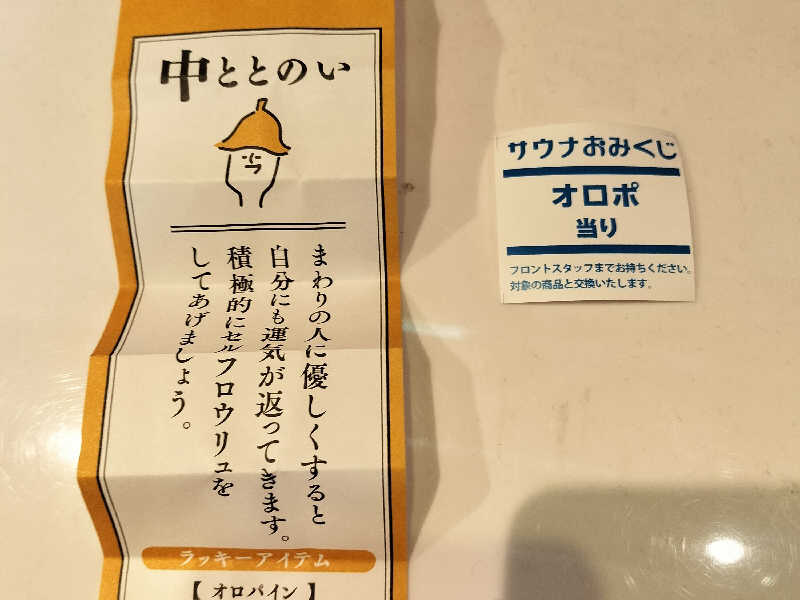 中ととのい
まわりの人に優しくすると
自分にも運気が返ってきます。
積極的にセルフロウリュを
してあげましょう。
ラッキーアイテム
【 オロパイン 】
サウナおみくじ
オロポ
当り
フロントスタッフまでお持ちください。
対象の商品と交換いたします。